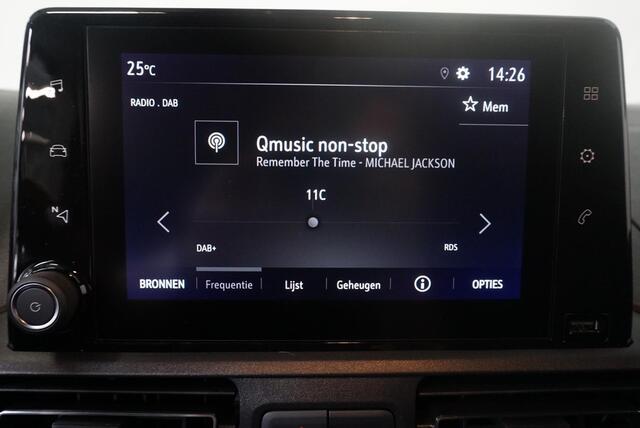 25°C 14:26
RADIO . DAB
Mem
Qmusic non-stop
Remember The Time - MICHAEL JACKSON
11C
DAB+ RDS
BRONNEN Frequentie Lijst Geheugen OPTIES
N